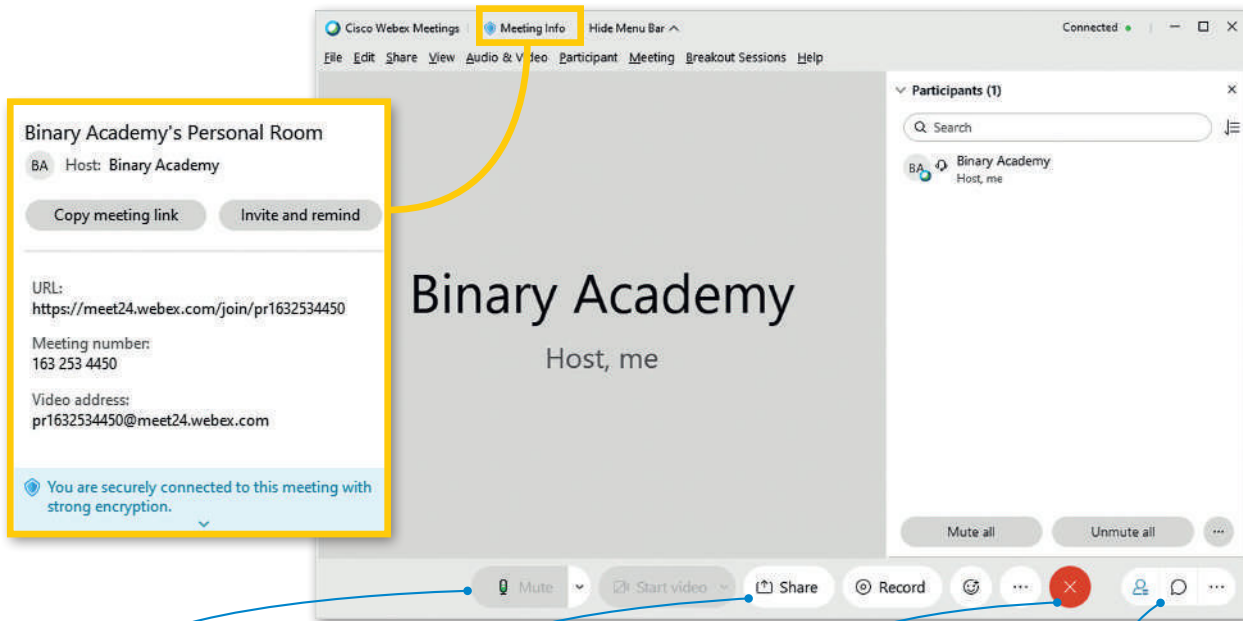 Cisco Webex Meetings Meeting Info Hide Menu Bar Connected
File Edit Share View Audio & Video Participant Meeting Breakout Sessions Help
Binary Academy's Personal Room
BA Host: Binary Academy
Copy meeting link Invite and remind
URL:
https://meet24.webex.com/join/pr1632534450
Meeting number:
163 253 4450
Video address:
pr1632534450@meet24.webex.com
You are securely connected to this meeting with
strong encryption.
Binary Academy
Host, me
Participants (1)
Search
BA Binary Academy
Host, me
Mute all Unmute all
Mute Start video Share Record